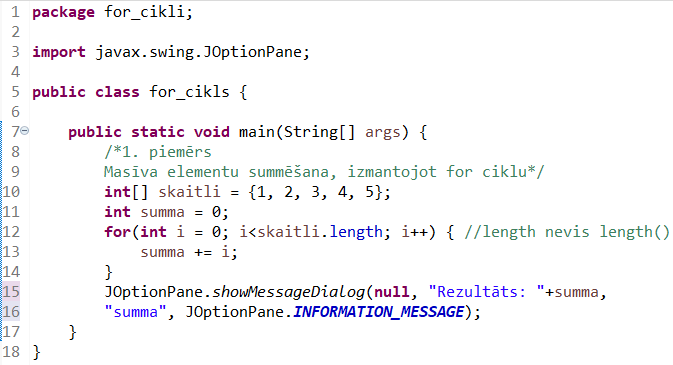 1 package for_cikli;
2
3 import javax.swing.JOptionPane;
4
5 public class for_cikls {
6
7 public static void main(String[] args) {
8 /*1. piemērs
9 Masīva elementu summēšana, izmantojot for ciklu*/
10 int[] skaitli = {1, 2, 3, 4, 5};
11 int summa = 0;
12 for(int i = 0; i<skaitli.length; i++) { //length nevis length()
13 summa += i;
14 }
15 JOptionPane.showMessageDialog(null, "Rezultāts: "+summa,
16 "summa", JOptionPane.INFORMATION_MESSAGE);
17 }
18 }